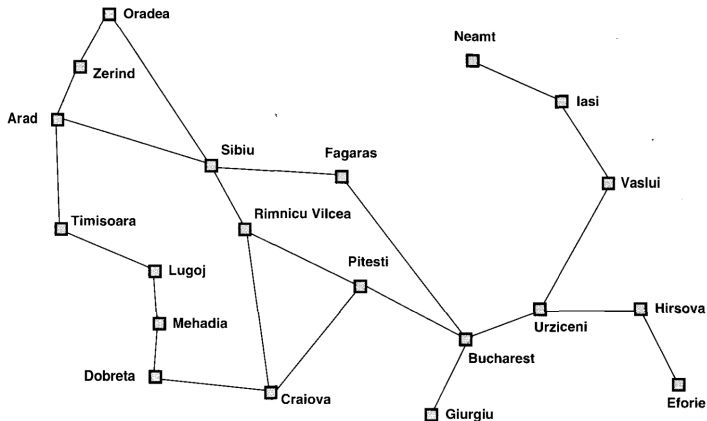 Oradea
Neamt
Zerind
Iasi
Arad
Sibiu
Fagaras
Vaslui
Timisoara
Rimnicu Vilcea
Pitesti
Lugoj
Hirsova
Mehadia
Urziceni
Bucharest
Dobreta
Craiova
Eforie
Giurgiu